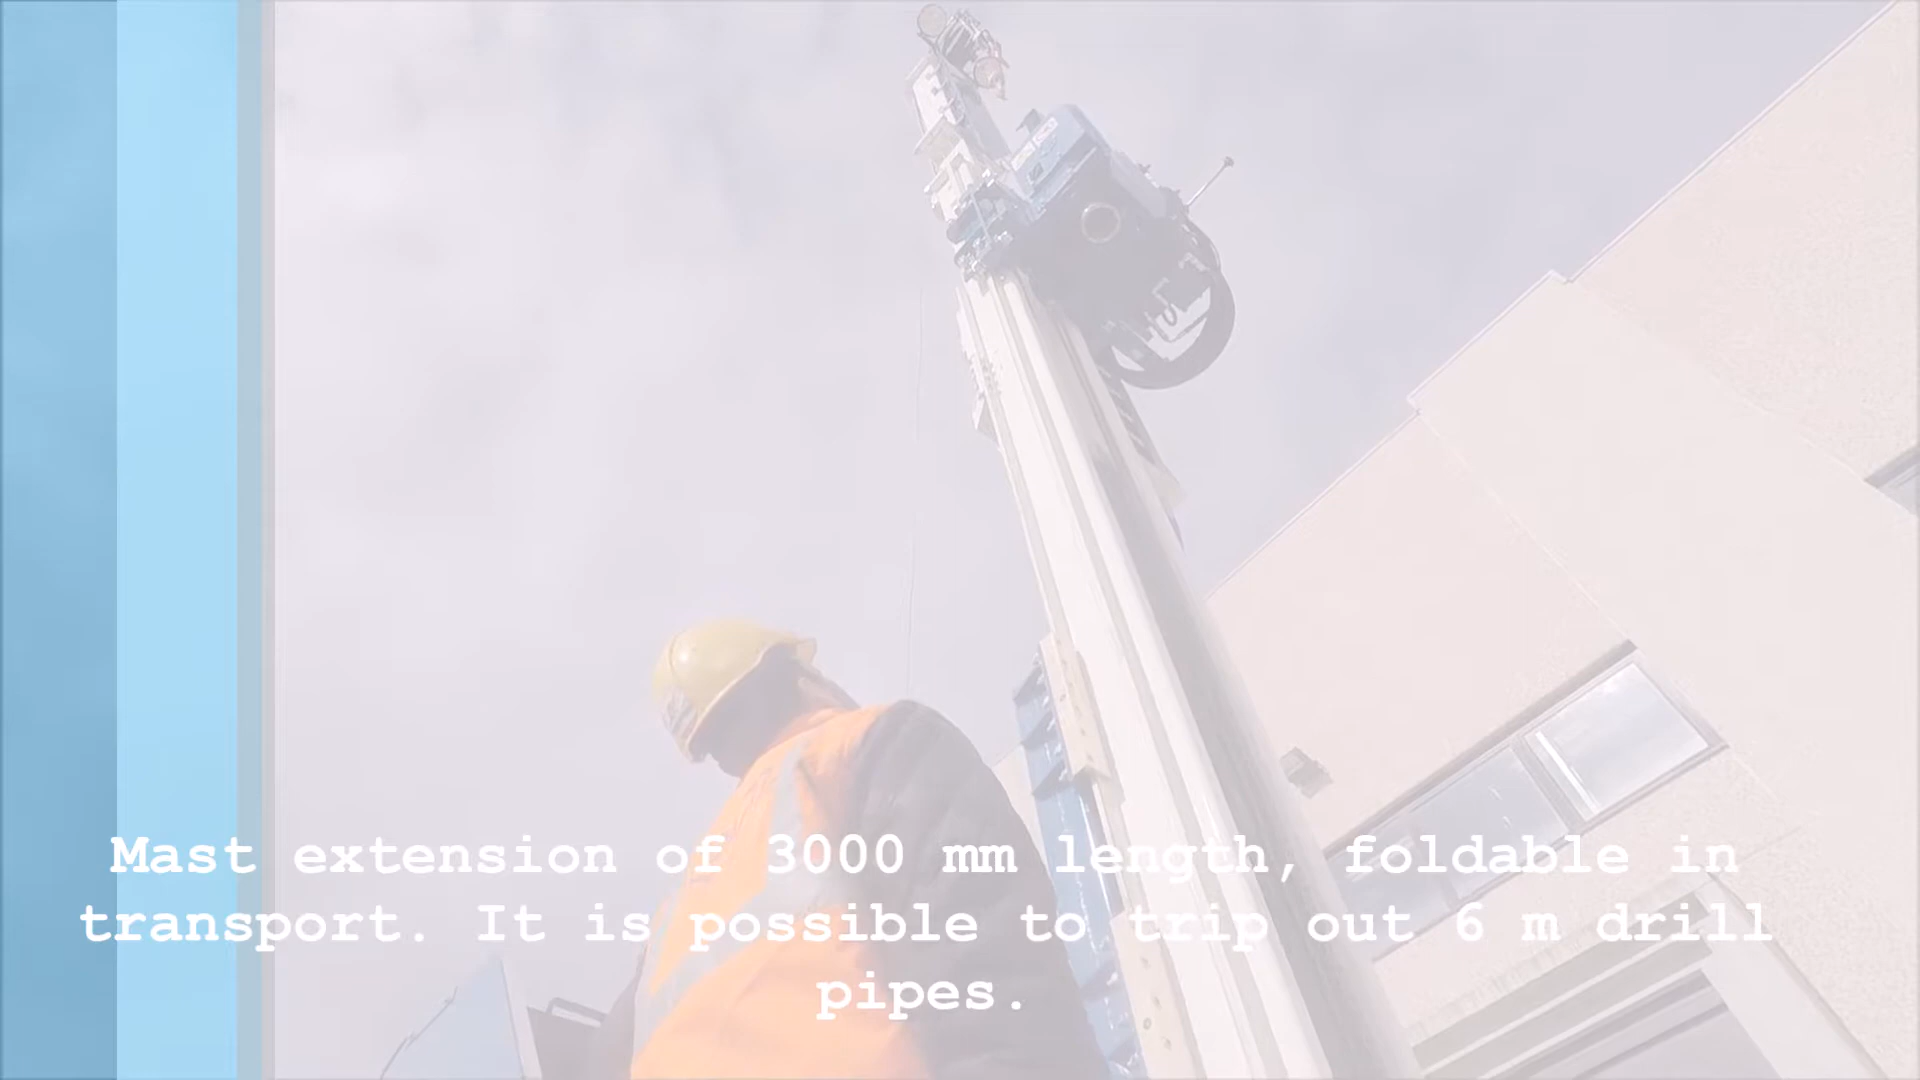 Mast extension of 3000 mm length, foldable in
transport. It is possible to trip out 6 m drill
pipes.